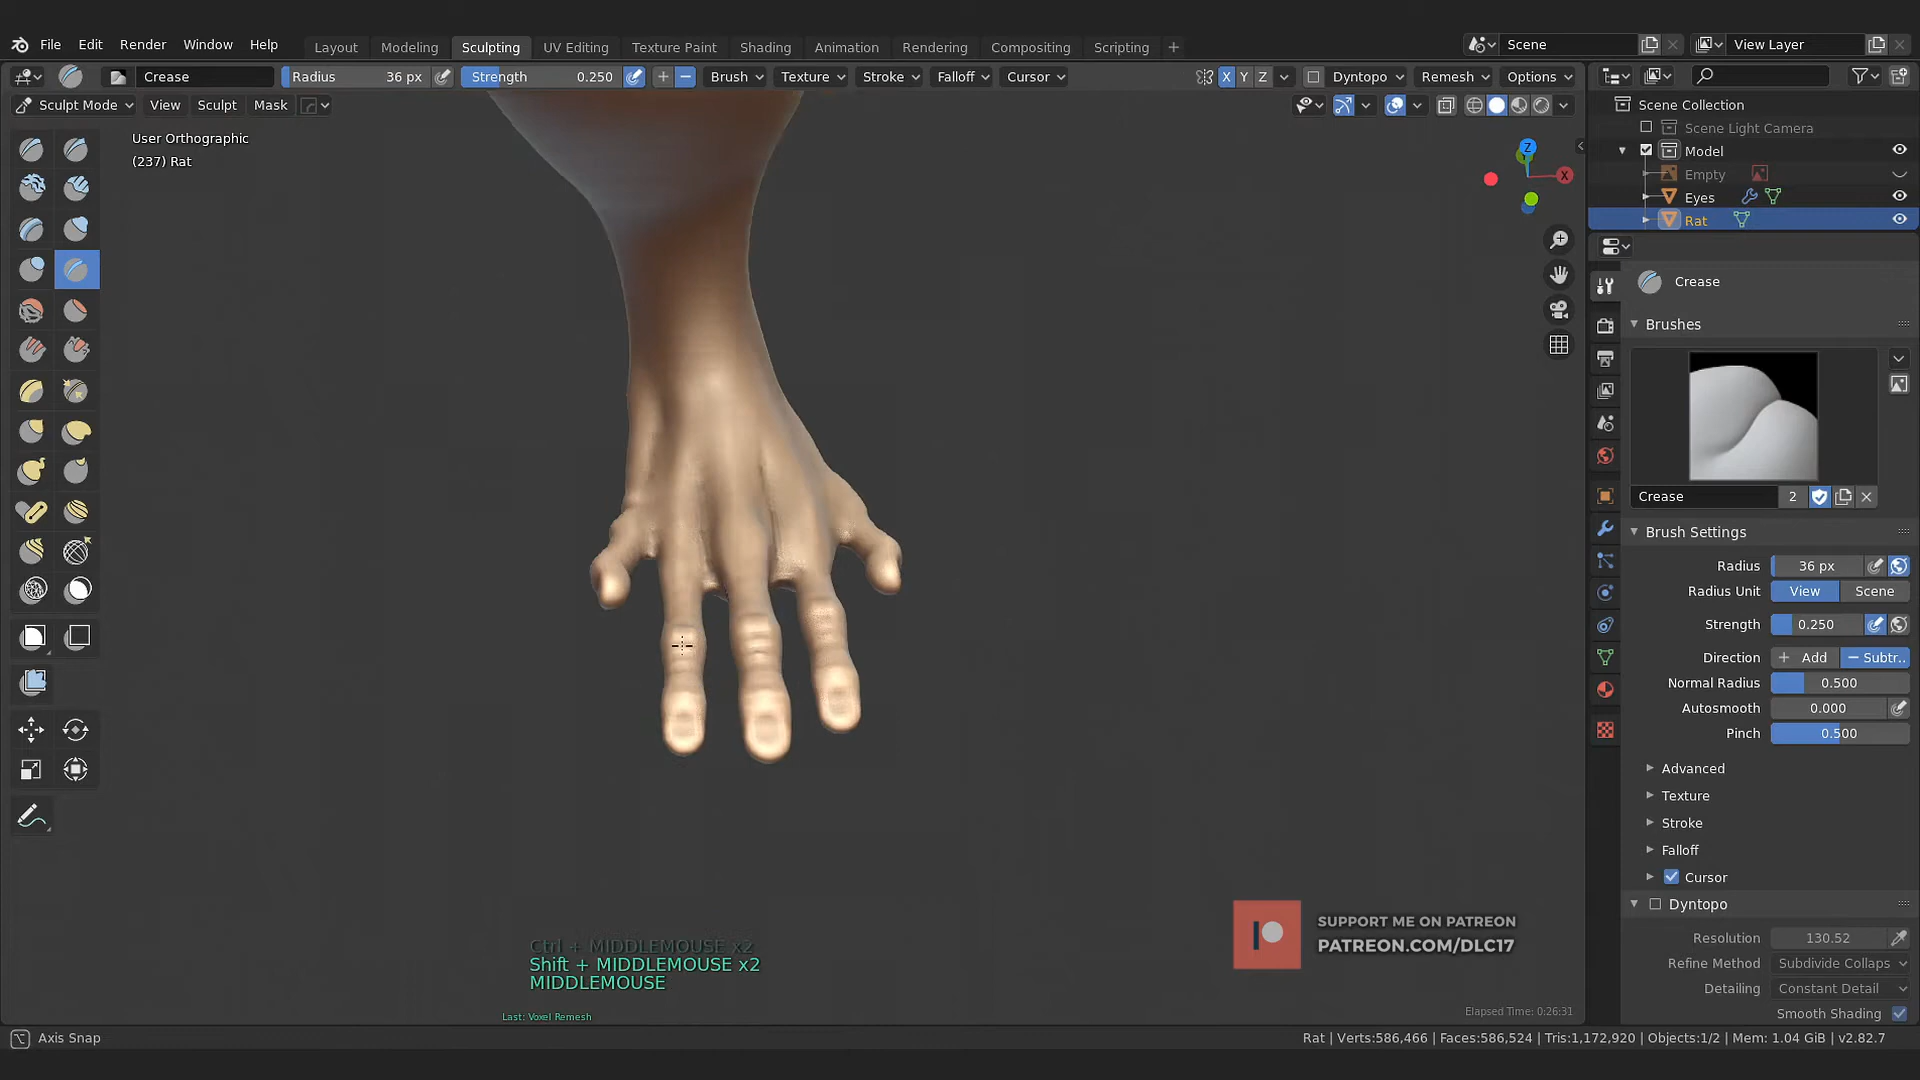 File Edit Render Window Help
Layout Modeling Sculpting UV Editing Texture Paint Shading Animation Rendering Compositing Scripting +
Scene
View Layer
Crease Radius 36 px Strength 0.250 Brush Texture Stroke Falloff Cursor
X Y Z Dyntopo Remesh Options
Sculpt Mode View Sculpt Mask
User Orthographic
(237) Rat
Z
X
Scene Collection
Scene Light Camera
Model
Empty
Eyes
Rat
Crease
Brushes
Crease 2
Brush Settings
Radius 36 px
Radius Unit View Scene
Strength 0.250
Direction + Add − Subtr..
Normal Radius 0.500
Autosmooth 0.000
Pinch 0.500
Advanced
Texture
Stroke
Falloff
Cursor
Dyntopo
Resolution 130.52
Refine Method Subdivide Collaps
Detailing Constant Detail
Smooth Shading
SUPPORT ME ON PATREON
PATREON.COM/DLC17
Ctrl + MIDDLEMOUSE x2
Shift + MIDDLEMOUSE x2
MIDDLEMOUSE
Last: Voxel Remesh
Elapsed Time: 0:26:31
Axis Snap
Rat | Verts:586,466 | Faces:586,524 | Tris:1,172,920 | Objects:1/2 | Mem: 1.04 GiB | v2.82.7